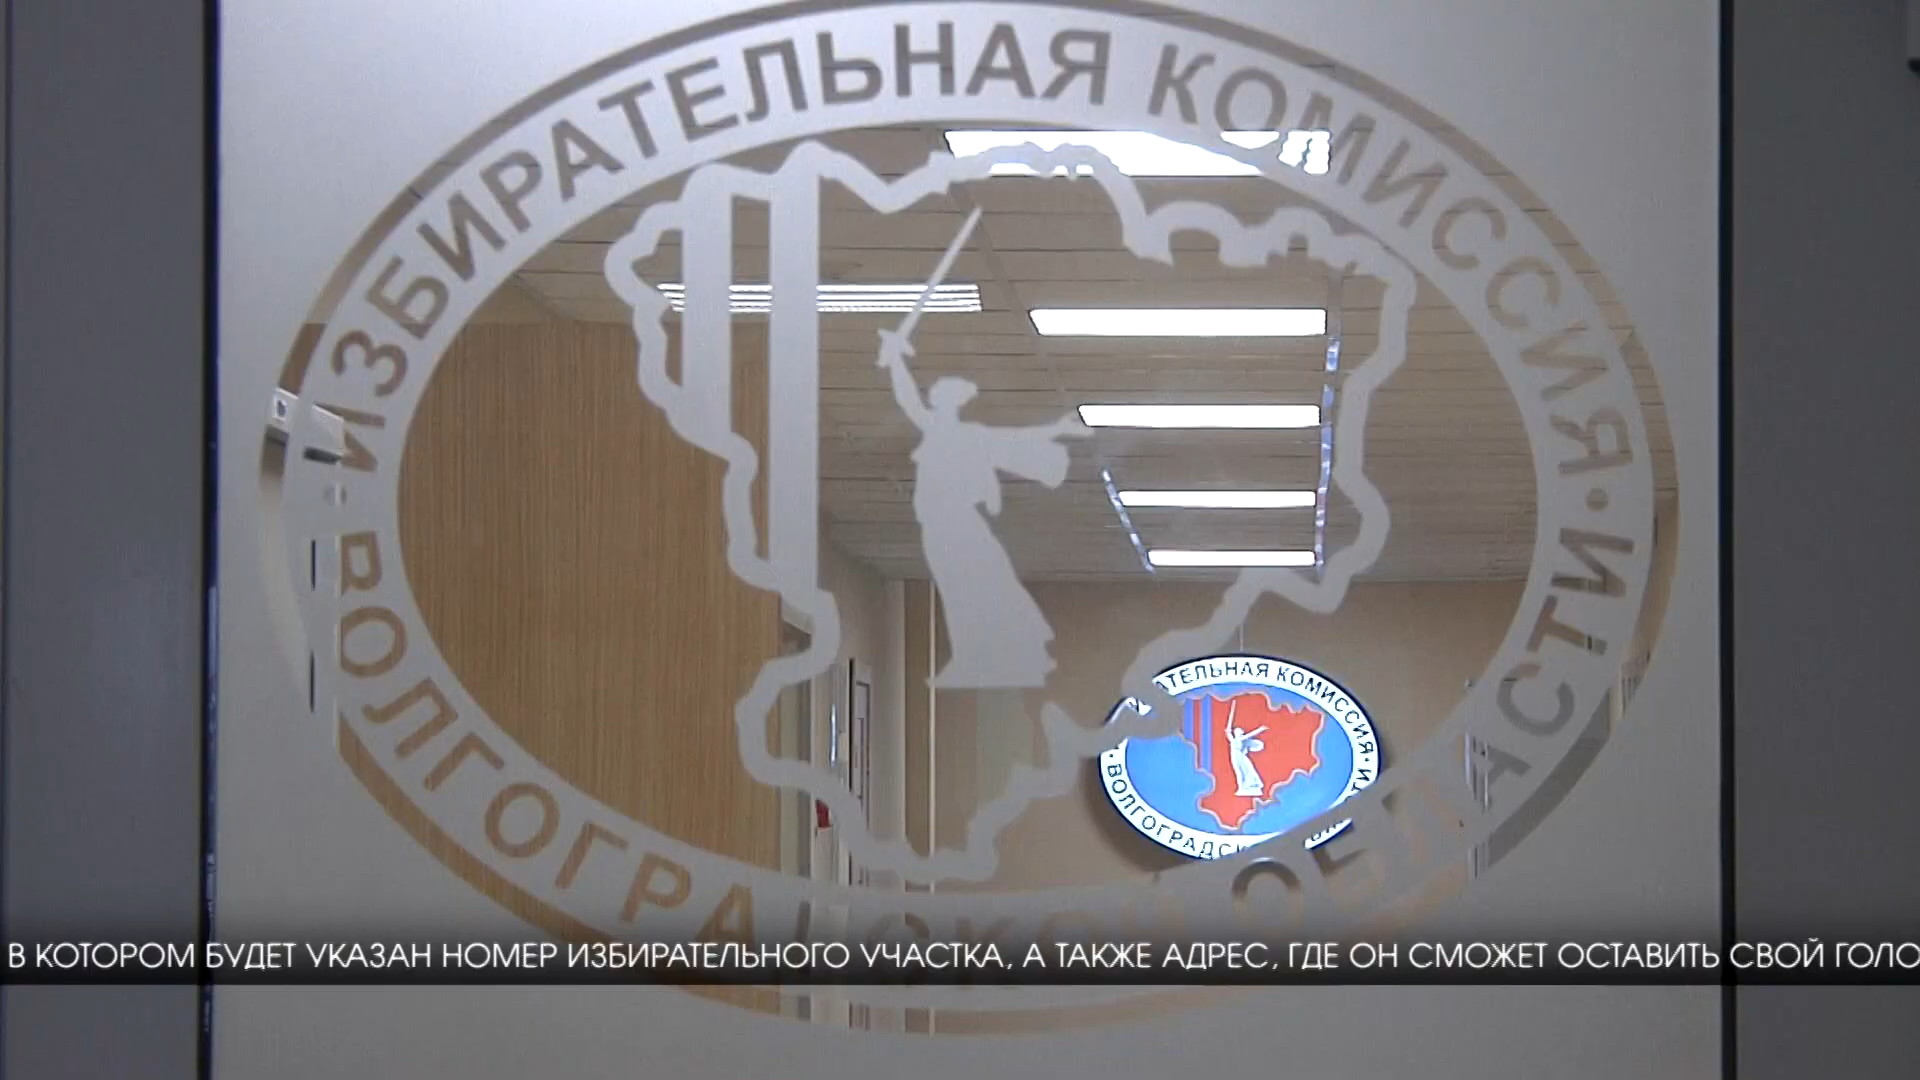 ИЗБИРАТЕЛЬНАЯ КОМИССИЯ
ВОЛГОГРАДСКОЙ ОБЛАСТИ
АТЕЛЬНАЯ КОМИССИЯ
ВОЛГОГРАДСК
В КОТОРОМ БУДЕТ УКАЗАН НОМЕР ИЗБИРАТЕЛЬНОГО УЧАСТКА, А ТАКЖЕ АДРЕС, ГДЕ ОН СМОЖЕТ ОСТАВИТЬ СВОЙ ГОЛО